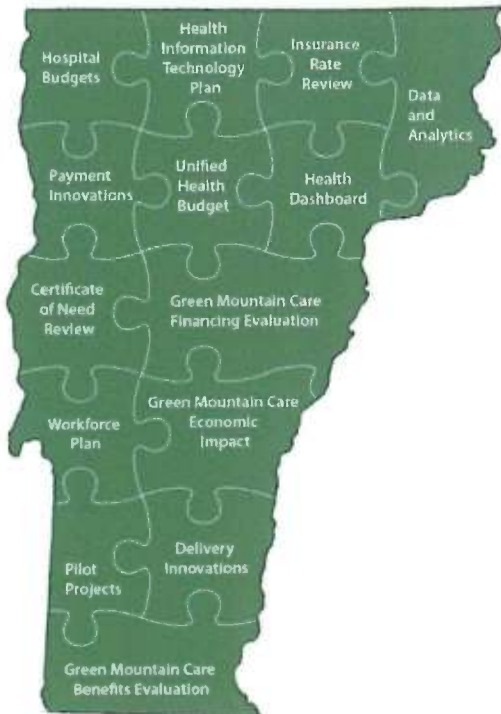 Hospital
Budgets
Health
Information
Technology
Plan
Insurance
Rate
Review
Data
and
Analytics
Payment
Innovations
Unified
Health
Budget
Health
Dashboard
Certificate
of Need
Review
Green Mountain Care
Financing Evaluation
Workforce
Plan
Green Mountain Care
Economic
Impact
Pilot
Projects
Delivery
Innovations
Green Mountain Care
Benefits Evaluation